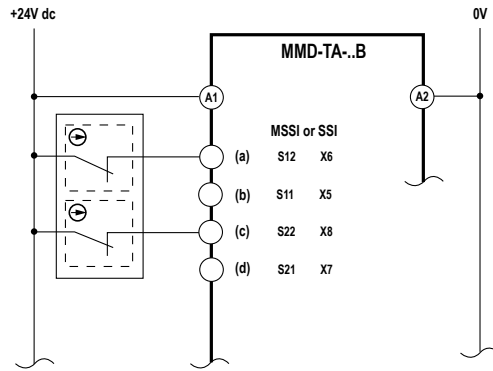 +24V dc
0V
MMD-TA-..B
A1
A2
MSSI or SSI
(a) S12 X6
(b) S11 X5
(c) S22 X8
(d) S21 X7